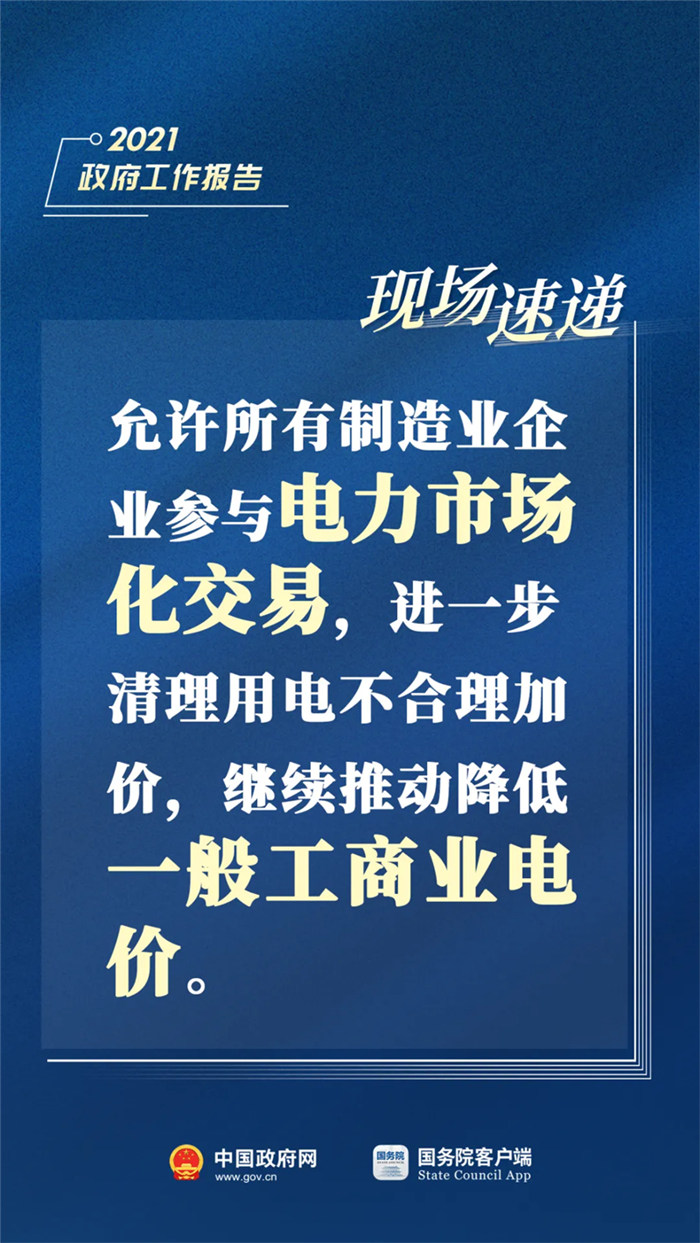 2021
政府工作报告
现场速递
允许所有制造业企
业参与电力市场
化交易，进一步
清理用电不合理加
价，继续推动降低
一般工商业电
价。
中国政府网
www.gov.cn
国务院
国务院客户端
State Council App